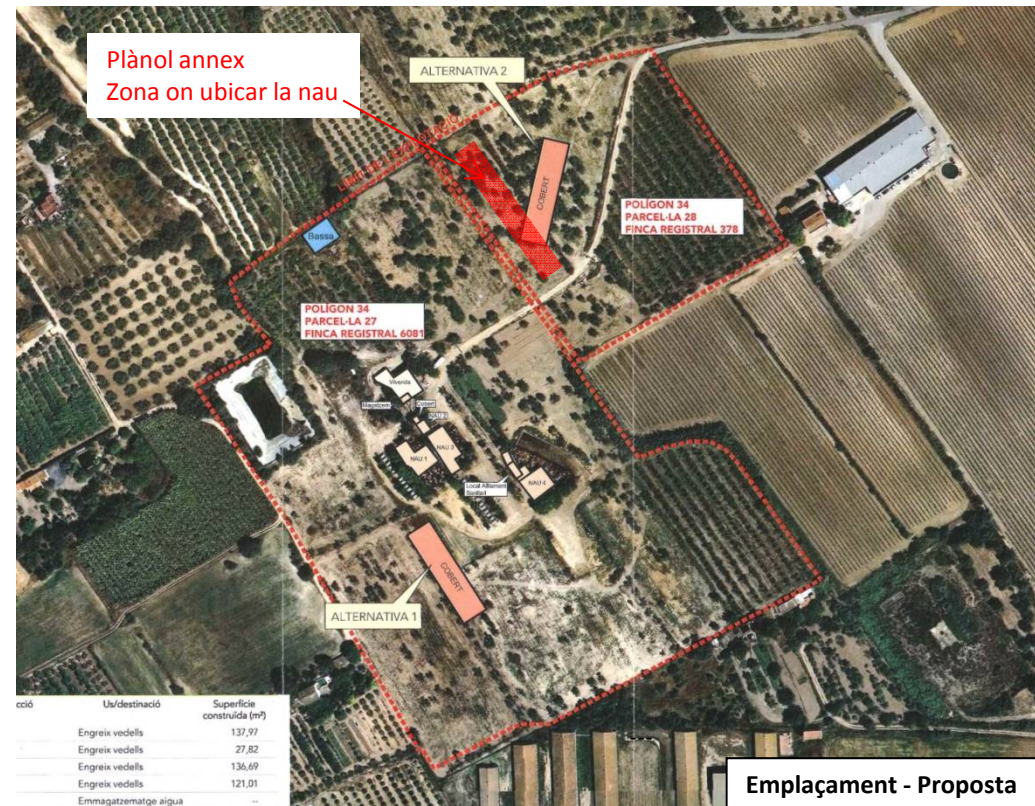 Plànol annex
Zona on ubicar la nau
ALTERNATIVA 2
COBERT
POLÍGON 34
PARCEL·LA 28
FINCA REGISTRAL 378
Bassa
POLÍGON 34
PARCEL·LA 27
FINCA REGISTRAL 6081
Vivenda
Magatzem
Cobert
NAU 2
NAU 3
NAU 1
NAU 4
Local
COBERT
ALTERNATIVA 1
cció Us/destinació Superfície
construïda (m²)
Engreix vedells 137,97
Engreix vedells 27,82
Engreix vedells 136,69
Engreix vedells 121,01
Emmagatzematge aigua --
Emplaçament - Proposta